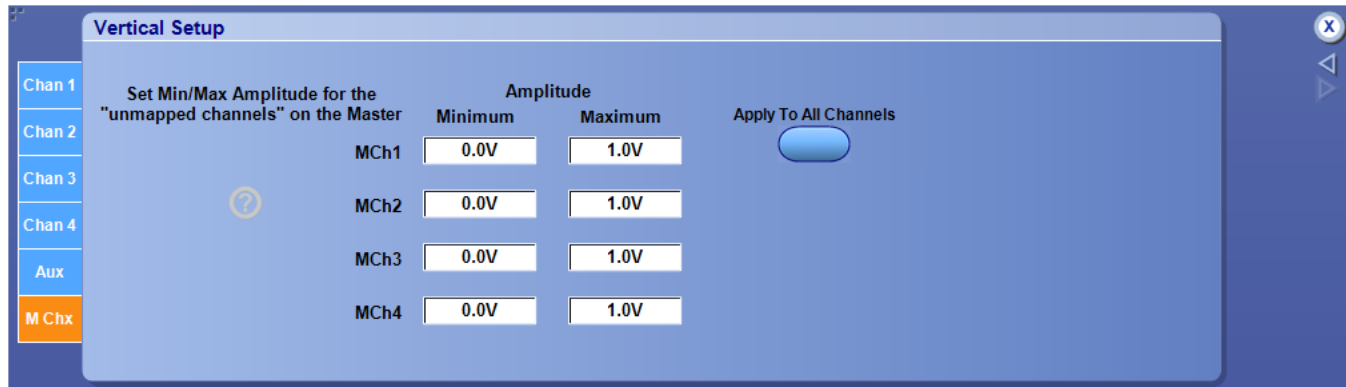 Vertical Setup
X
Chan 1
Chan 2
Chan 3
Chan 4
Aux
M Chx
Set Min/Max Amplitude for the
"unmapped channels" on the Master
Amplitude
Minimum Maximum
MCh1 0.0V 1.0V
MCh2 0.0V 1.0V
MCh3 0.0V 1.0V
MCh4 0.0V 1.0V
?
Apply To All Channels